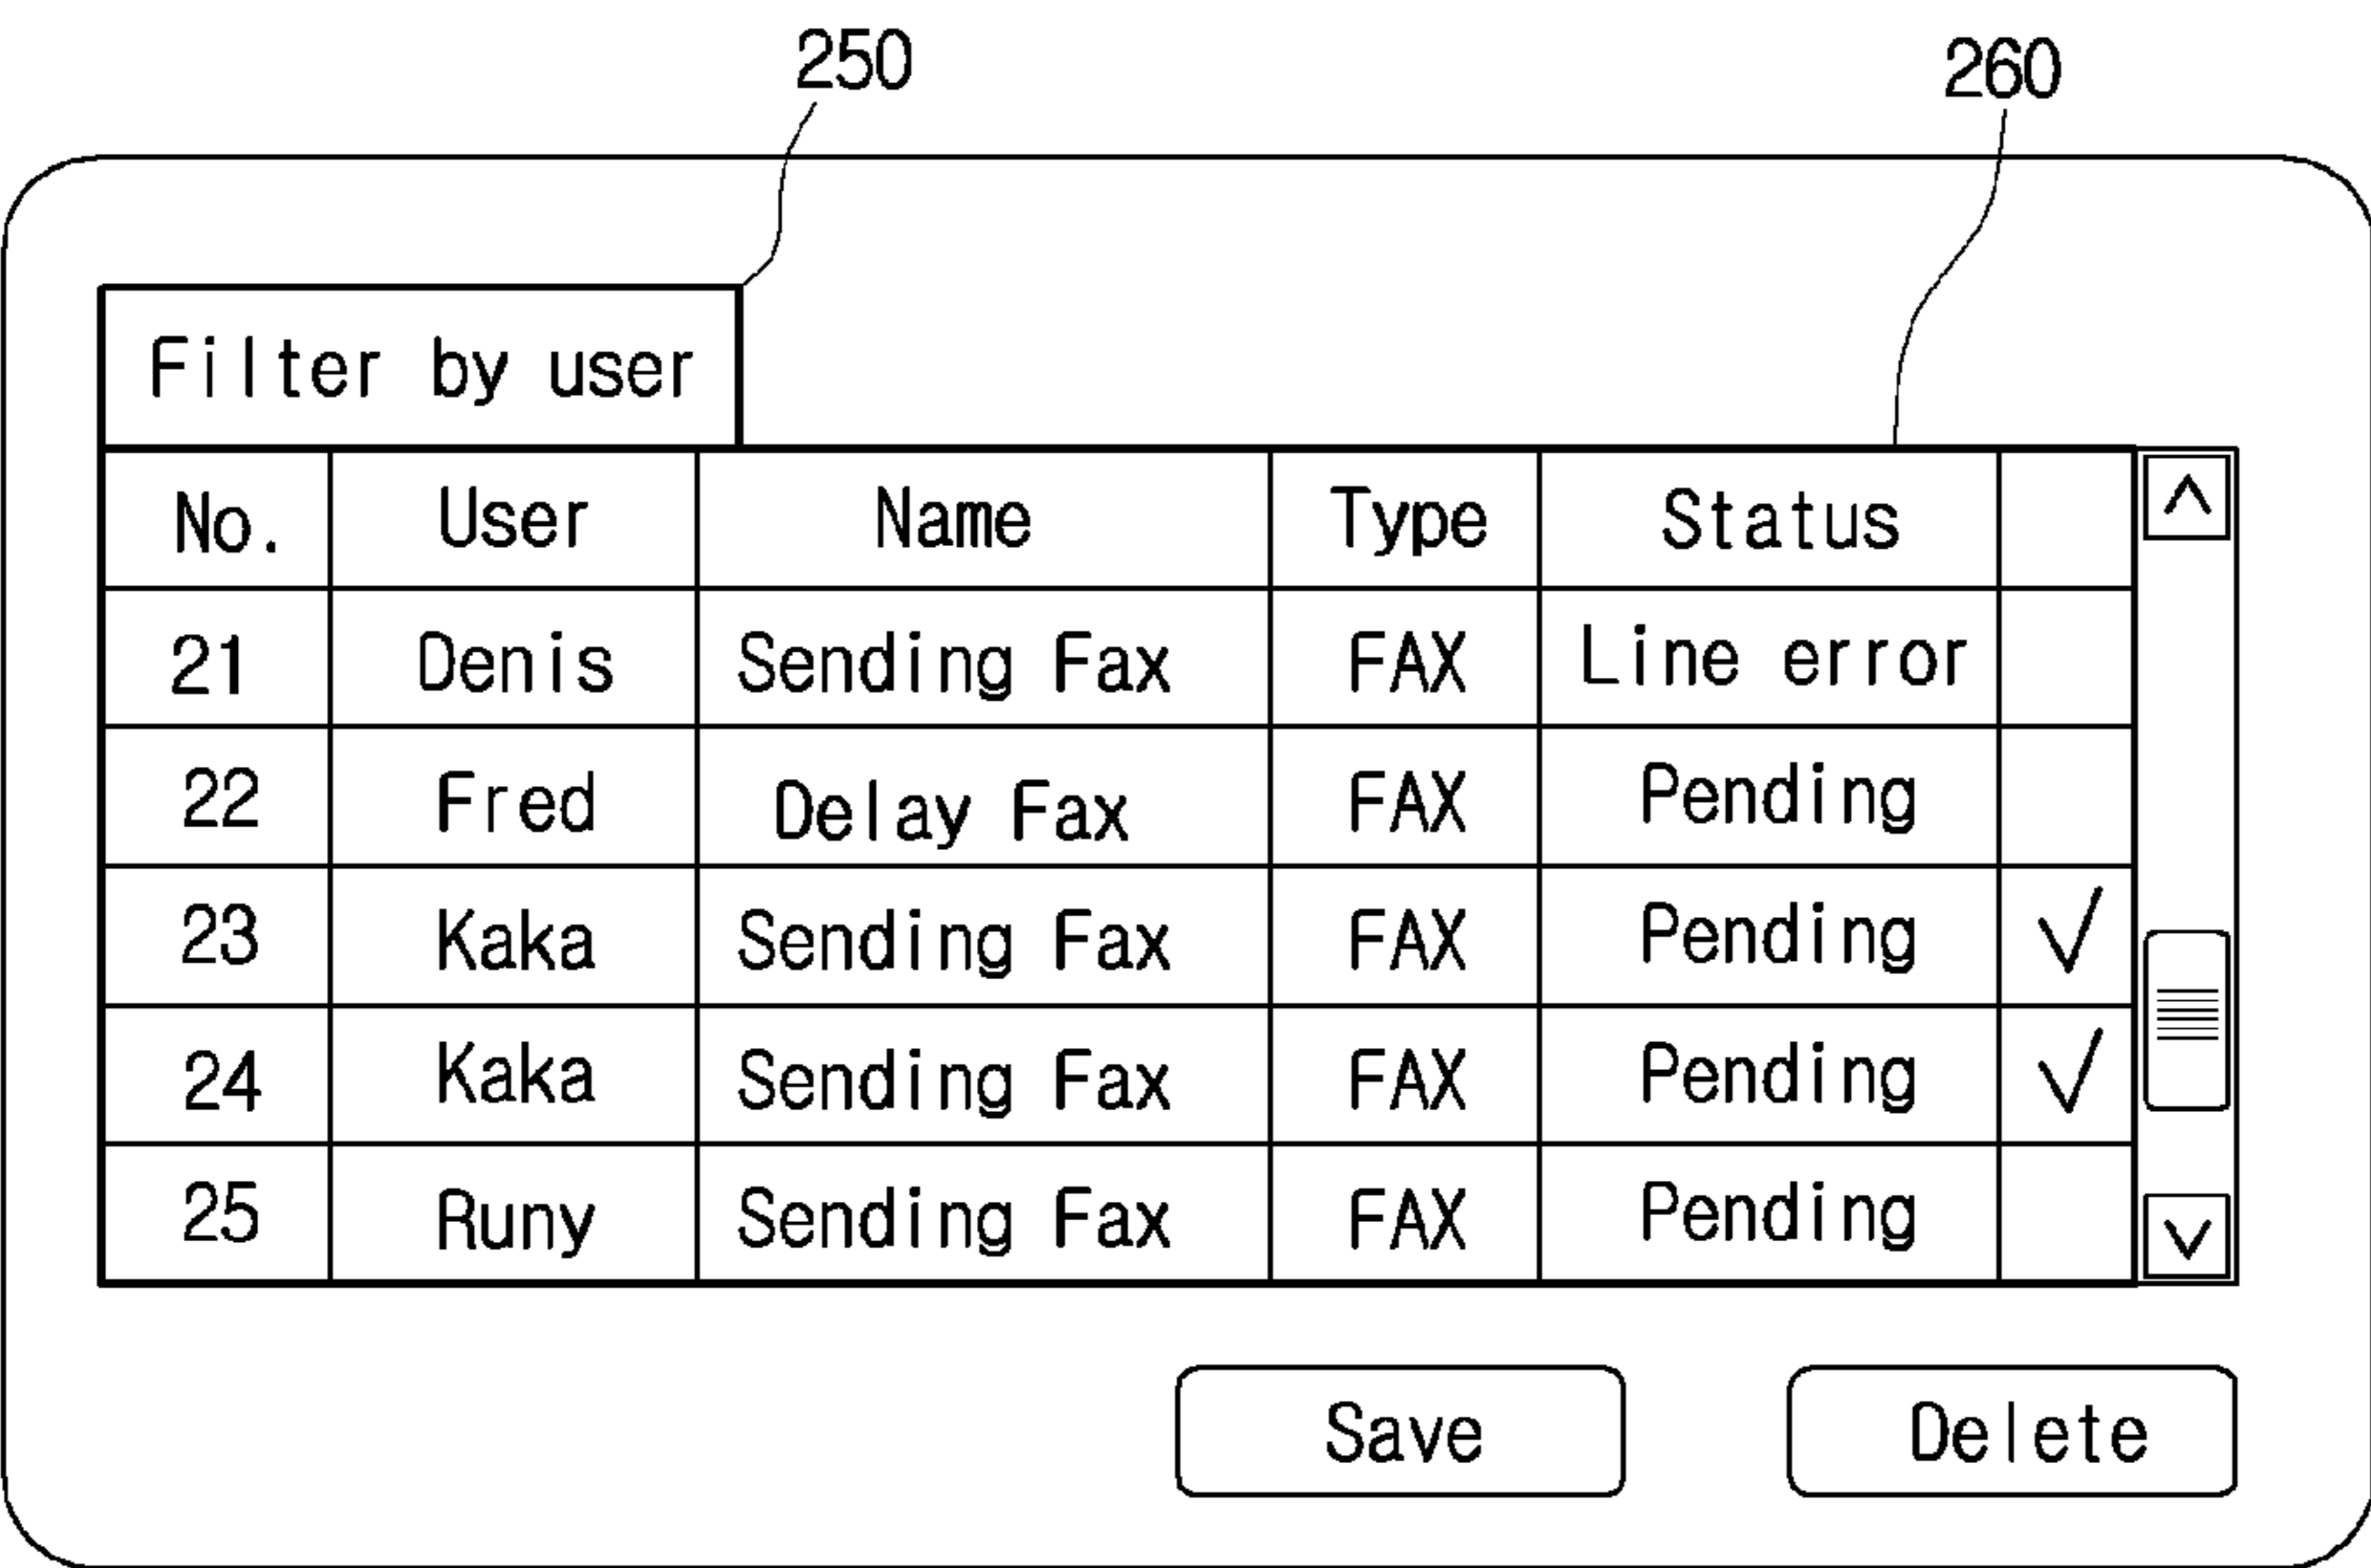 250 260
Filter by user
No. User Name Type Status
21 Denis Sending Fax FAX Line error
22 Fred Delay Fax FAX Pending
23 Kaka Sending Fax FAX Pending √
24 Kaka Sending Fax FAX Pending √
25 Runy Sending Fax FAX Pending
Save Delete